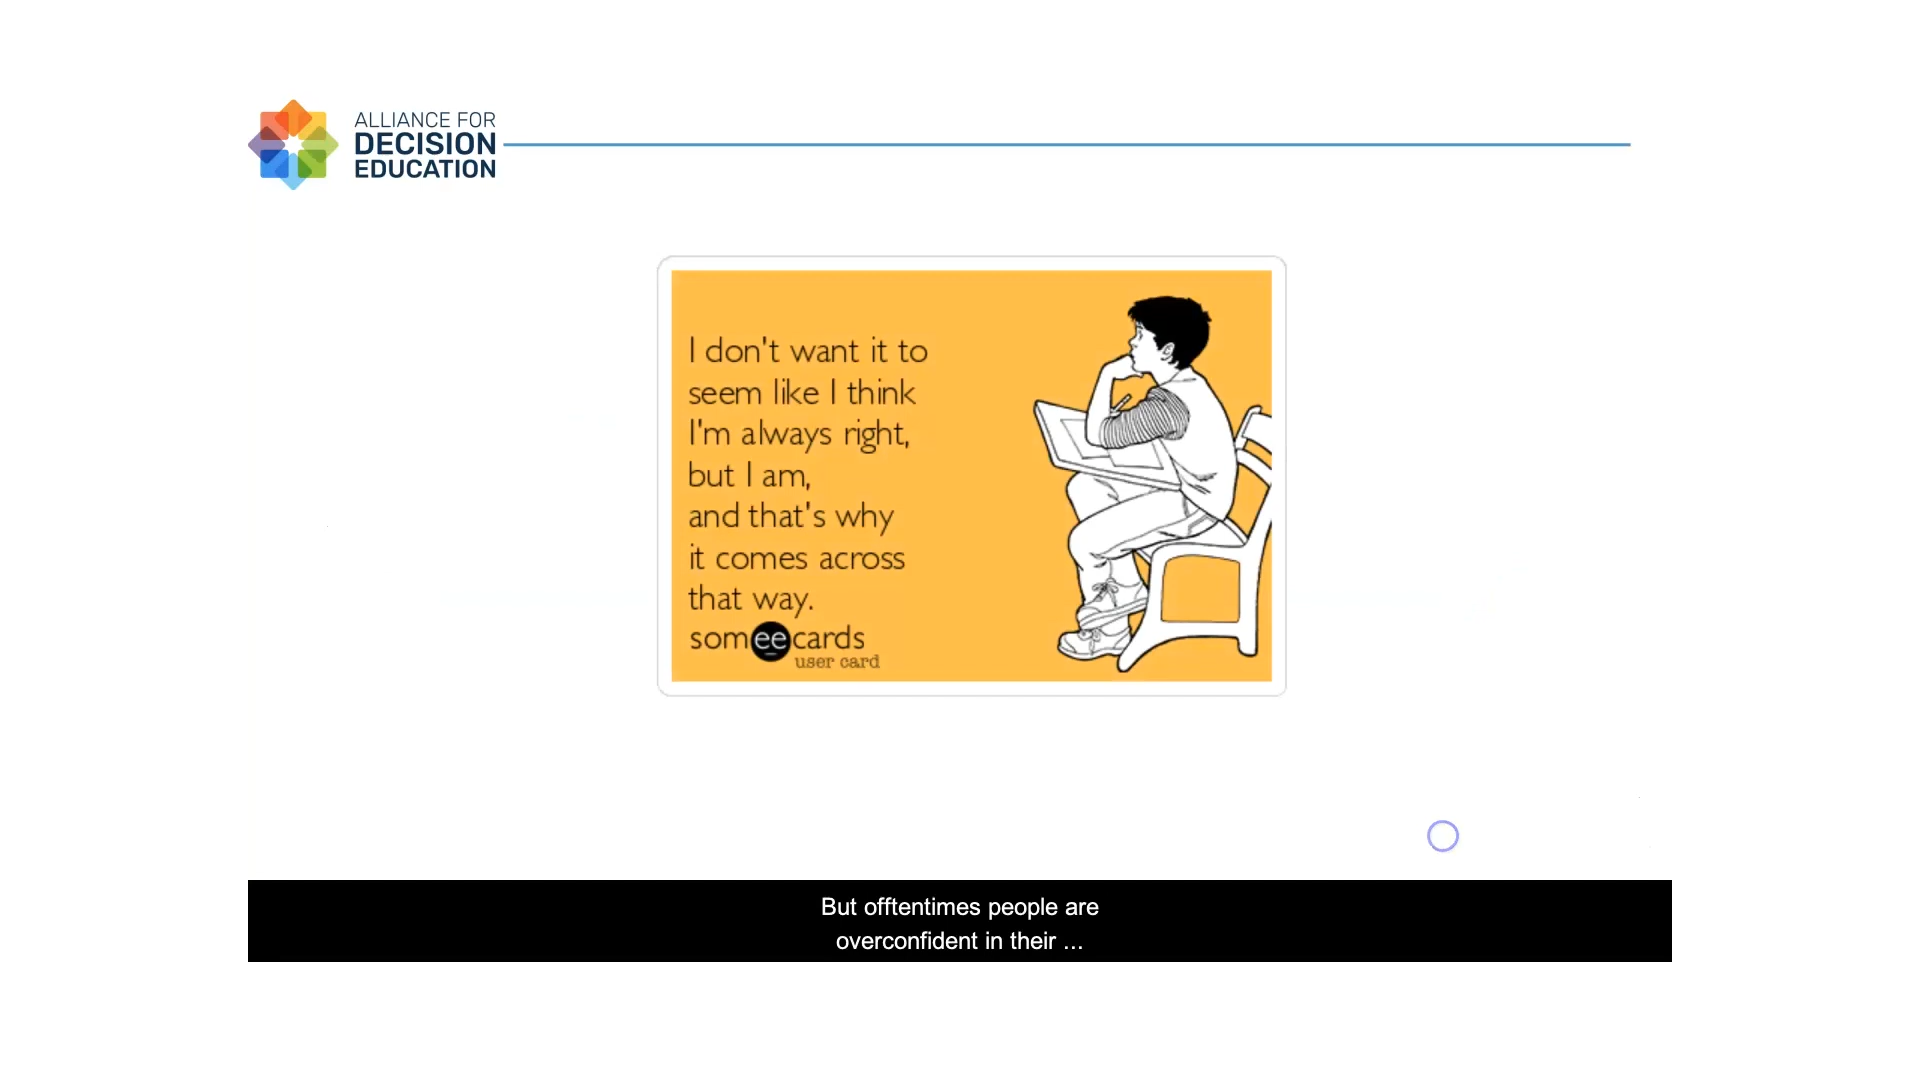 ALLIANCE FOR
DECISION
EDUCATION
I don't want it to
seem like I think
I'm always right,
but I am,
and that's why
it comes across
that way.
someecards
user card
But offtentimes people are
overconfident in their ...